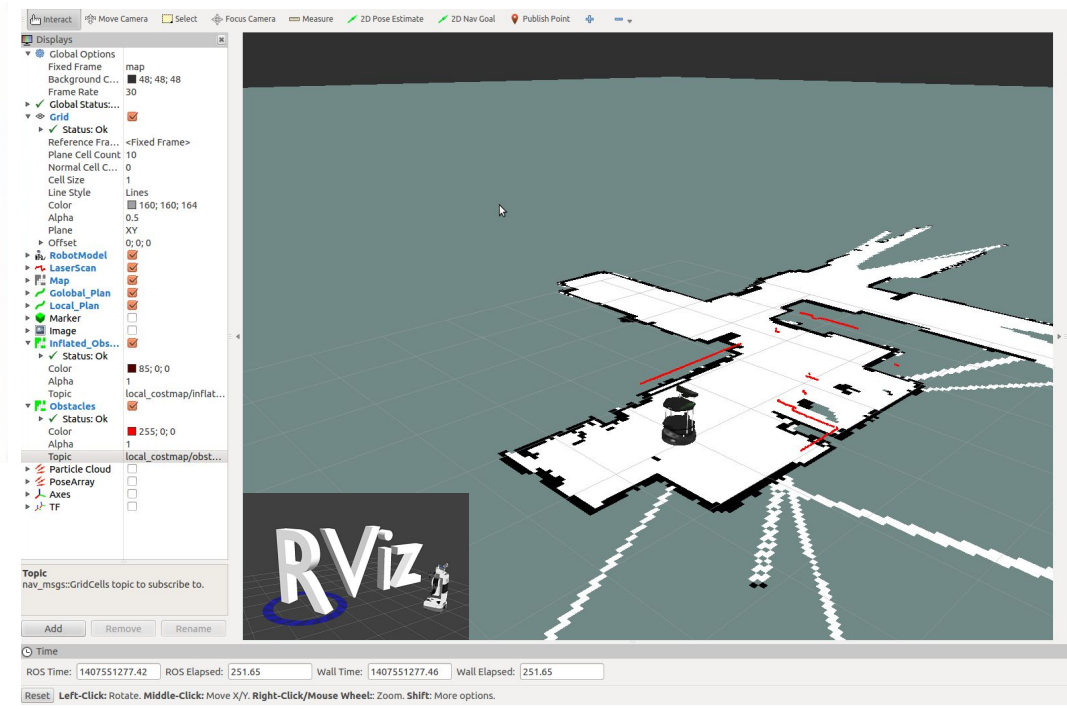 Interact Move Camera Select Focus Camera Measure 2D Pose Estimate 2D Nav Goal Publish Point
Displays
Global Options
Fixed Frame map
Background C... 48; 48; 48
Frame Rate 30
Global Status:...
Grid
Status: Ok
Reference Fra... <Fixed Frame>
Plane Cell Count 10
Normal Cell C... 0
Cell Size 1
Line Style Lines
Color 160; 160; 164
Alpha 0.5
Plane XY
Offset 0; 0; 0
RobotModel
LaserScan
Map
Golobal_Plan
Local_Plan
Marker
Image
Inflated_Obs...
Status: Ok
Color 85; 0; 0
Alpha 1
Topic local_costmap/inflat...
Obstacles
Status: Ok
Color 255; 0; 0
Alpha 1
Topic local_costmap/obst...
Particle Cloud
PoseArray
Axes
TF
RViz
Topic
nav_msgs::GridCells topic to subscribe to.
Add Remove Rename
Time
ROS Time: 1407551277.42 ROS Elapsed: 251.65 Wall Time: 1407551277.46 Wall Elapsed: 251.65
Reset Left-Click: Rotate. Middle-Click: Move X/Y. Right-Click/Mouse Wheel:: Zoom. Shift: More options.